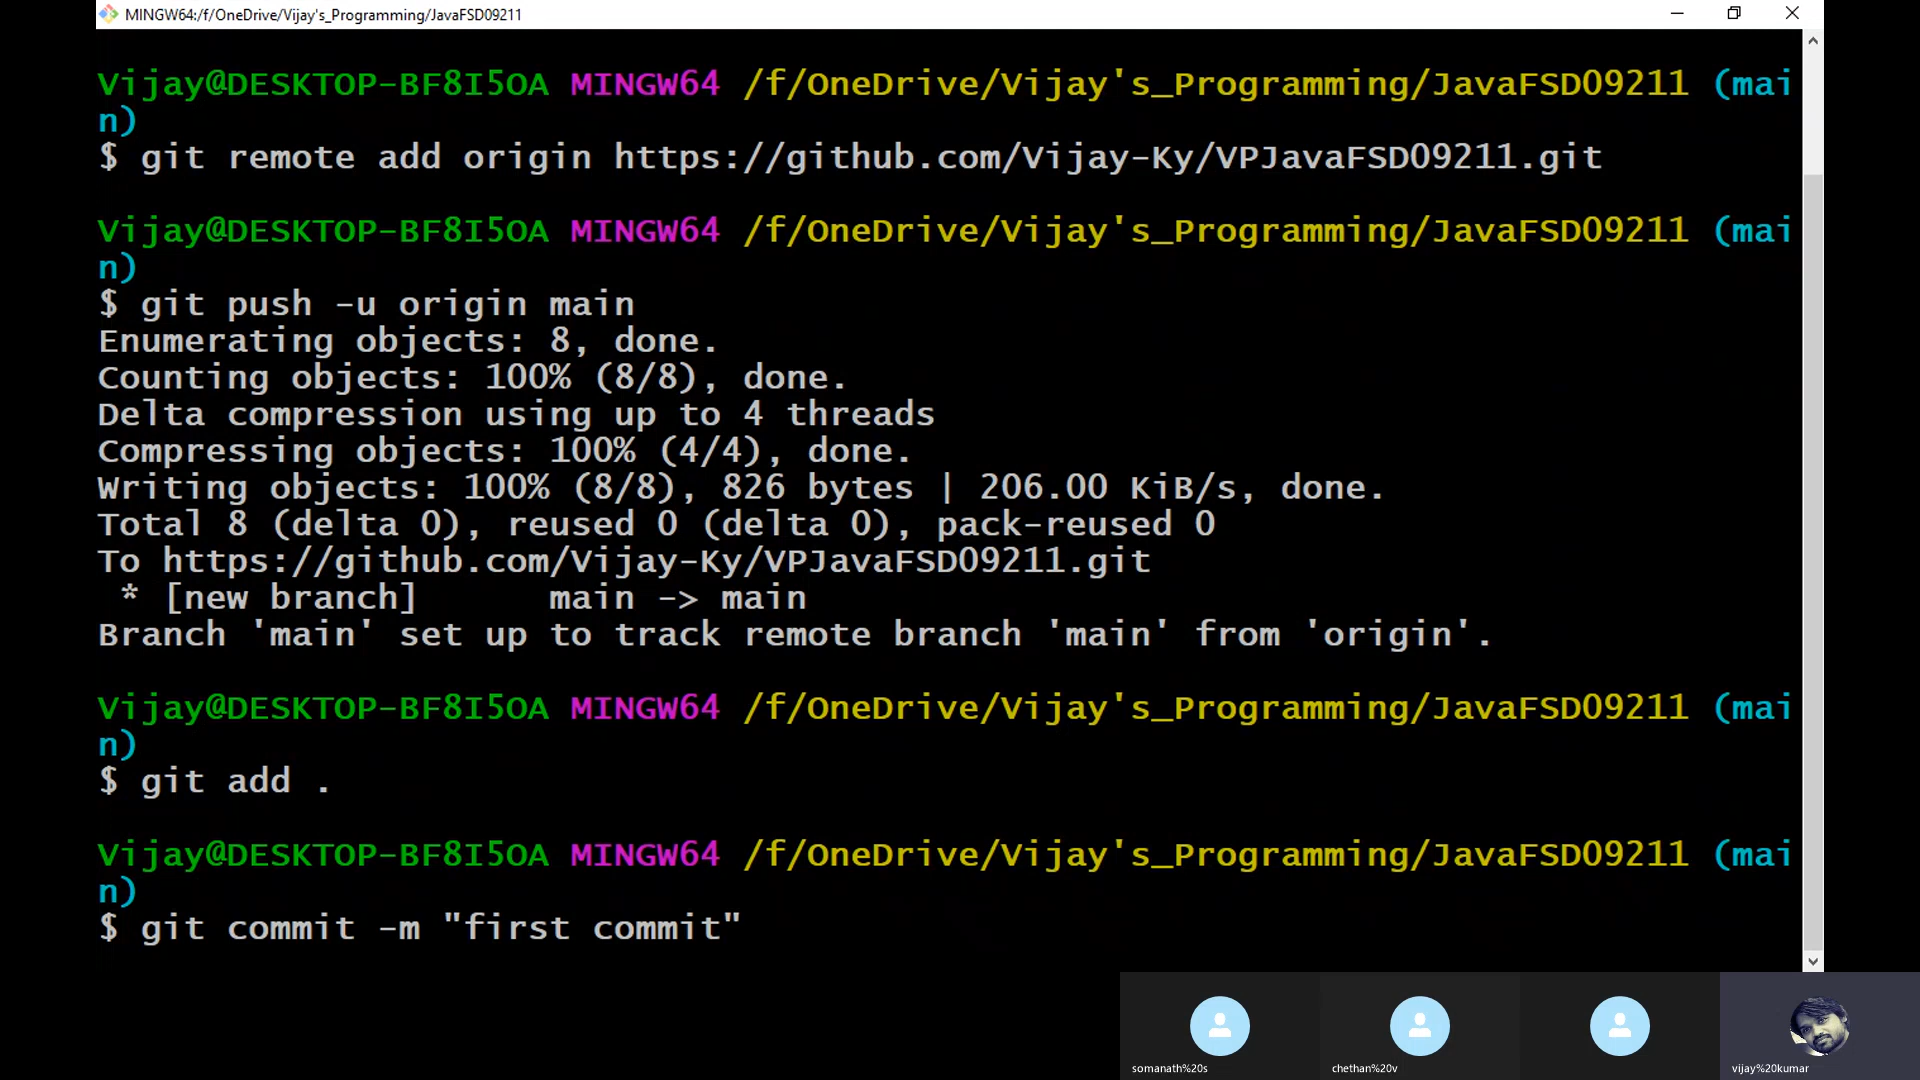 MINGW64:/f/OneDrive/Vijay's_Programming/JavaFSD09211
Vijay@DESKTOP-BF8I5OA MINGW64 /f/OneDrive/Vijay's_Programming/JavaFSD09211 (mai
n)
$ git remote add origin https://github.com/Vijay-Ky/VPJavaFSD09211.git
Vijay@DESKTOP-BF8I5OA MINGW64 /f/OneDrive/Vijay's_Programming/JavaFSD09211 (mai
n)
$ git push -u origin main
Enumerating objects: 8, done.
Counting objects: 100% (8/8), done.
Delta compression using up to 4 threads
Compressing objects: 100% (4/4), done.
Writing objects: 100% (8/8), 826 bytes | 206.00 KiB/s, done.
Total 8 (delta 0), reused 0 (delta 0), pack-reused 0
To https://github.com/Vijay-Ky/VPJavaFSD09211.git
 * [new branch]      main -> main
Branch 'main' set up to track remote branch 'main' from 'origin'.
Vijay@DESKTOP-BF8I5OA MINGW64 /f/OneDrive/Vijay's_Programming/JavaFSD09211 (mai
n)
$ git add .
Vijay@DESKTOP-BF8I5OA MINGW64 /f/OneDrive/Vijay's_Programming/JavaFSD09211 (mai
n)
$ git commit -m "first commit"
somanath%20s
chethan%20v
vijay%20kumar